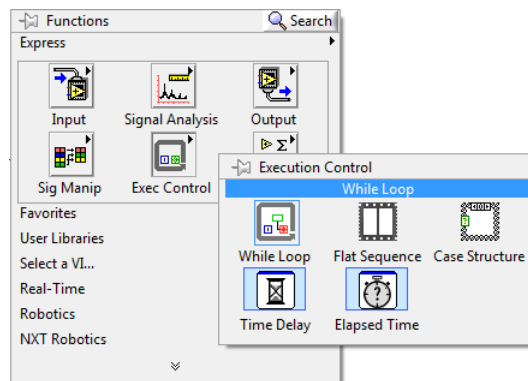 Functions
Search
Express
Input
Signal Analysis
Output
Sig Manip
Exec Control
Favorites
User Libraries
Select a VI...
Real-Time
Robotics
NXT Robotics
Execution Control
While Loop
While Loop
Flat Sequence
Case Structure
Time Delay
Elapsed Time